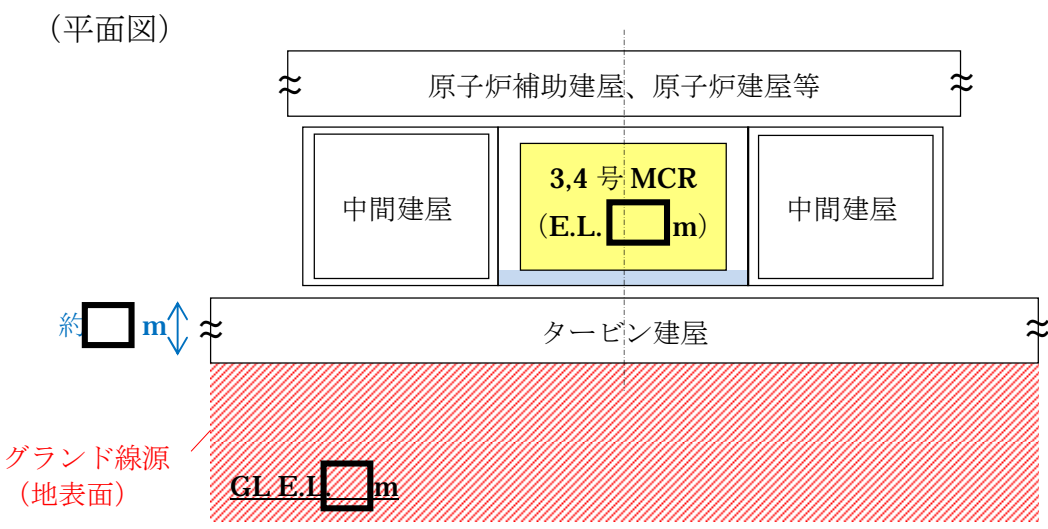 （平面図）
原子炉補助建屋、原子炉建屋等
中間建屋
3,4 号 MCR
（E.L. m）
中間建屋
約 m
タービン建屋
グランド線源
（地表面）
GL E.L. m